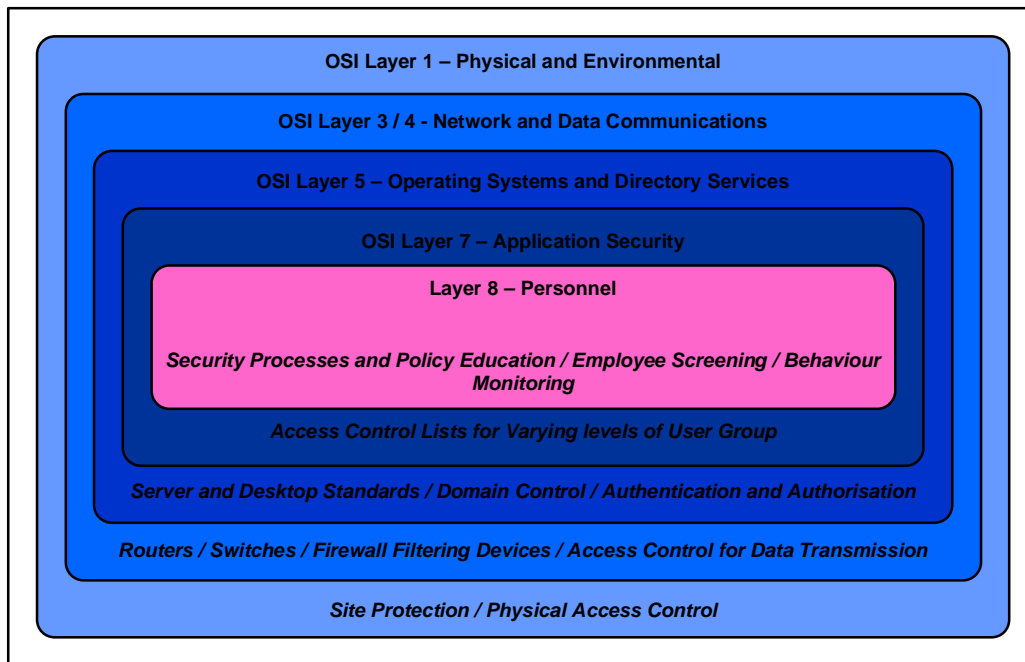 OSI Layer 1 – Physical and Environmental
OSI Layer 3 / 4 - Network and Data Communications
OSI Layer 5 – Operating Systems and Directory Services
OSI Layer 7 – Application Security
Layer 8 – Personnel
Security Processes and Policy Education / Employee Screening / Behaviour
Monitoring
Access Control Lists for Varying levels of User Group
Server and Desktop Standards / Domain Control / Authentication and Authorisation
Routers / Switches / Firewall Filtering Devices / Access Control for Data Transmission
Site Protection / Physical Access Control